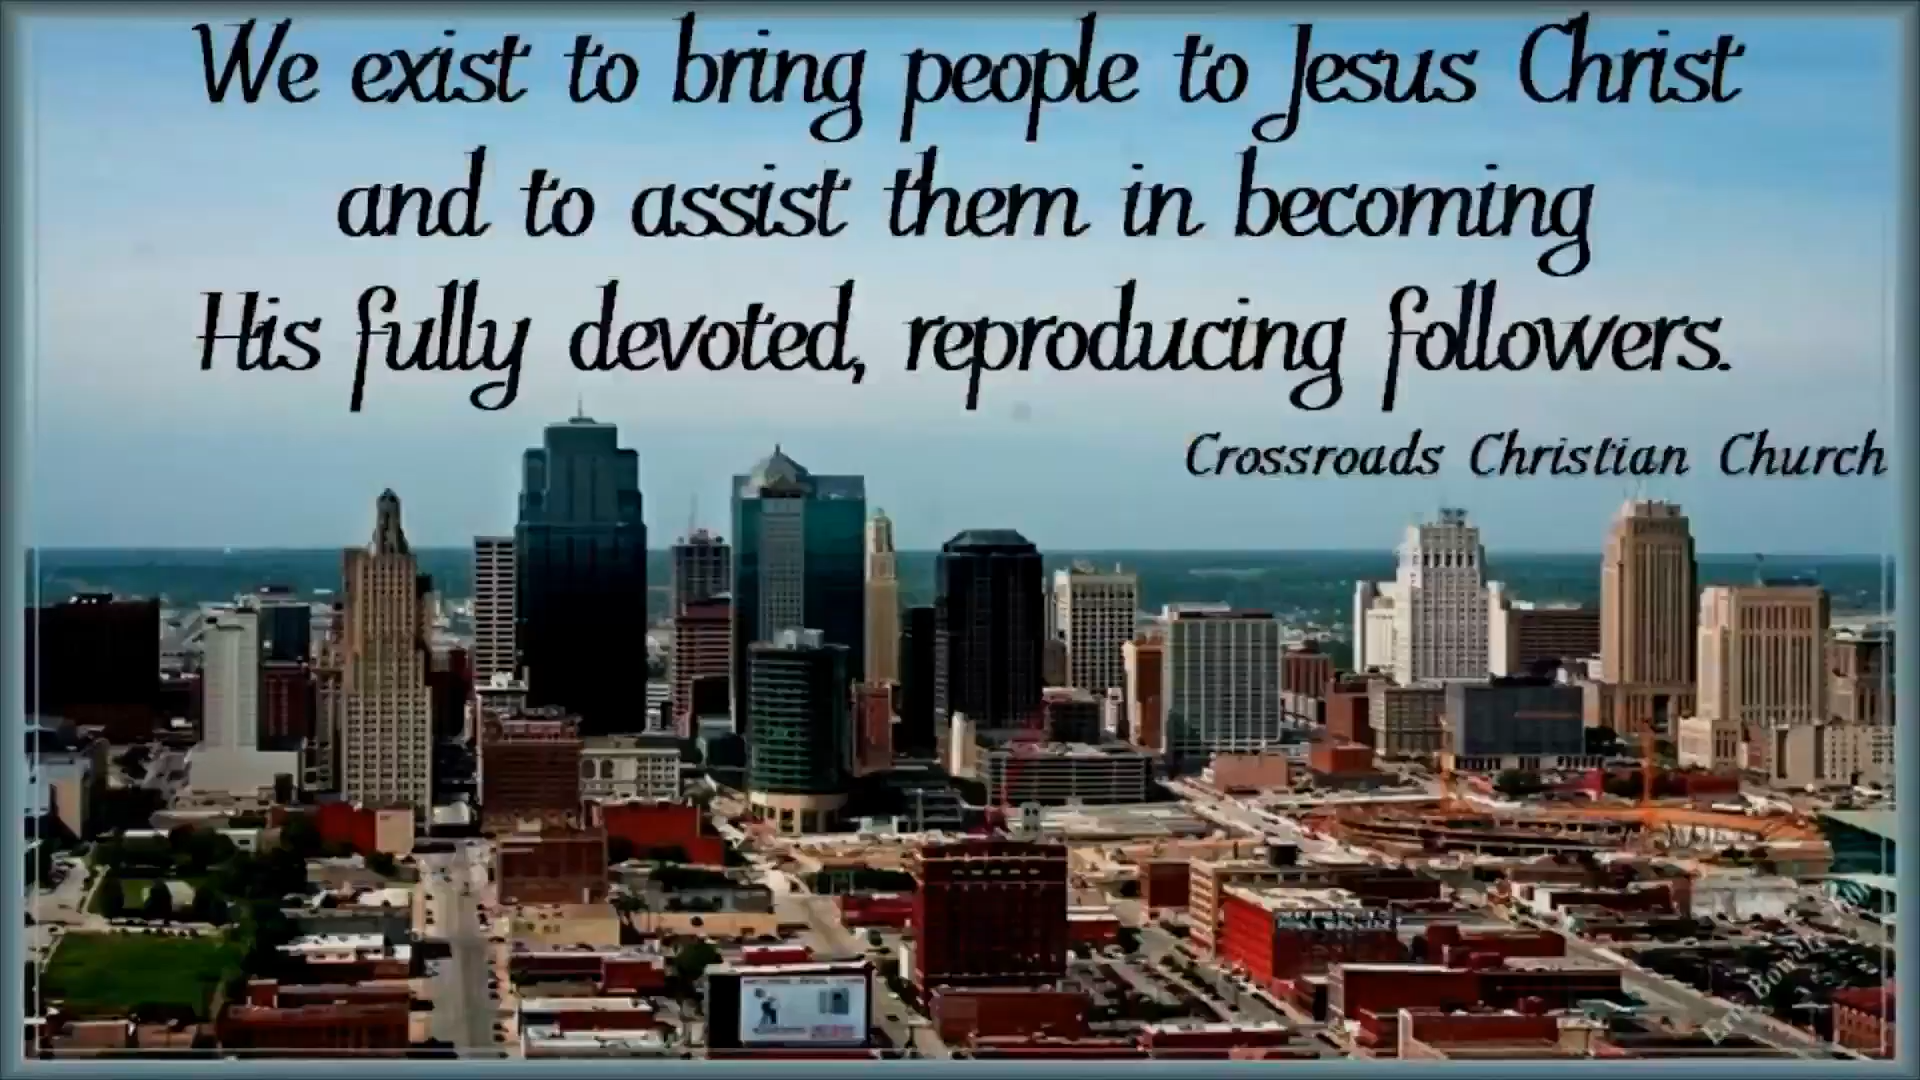 We exist to bring people to Jesus Christ
and to assist them in becoming
His fully devoted, reproducing followers.
Crossroads Christian Church